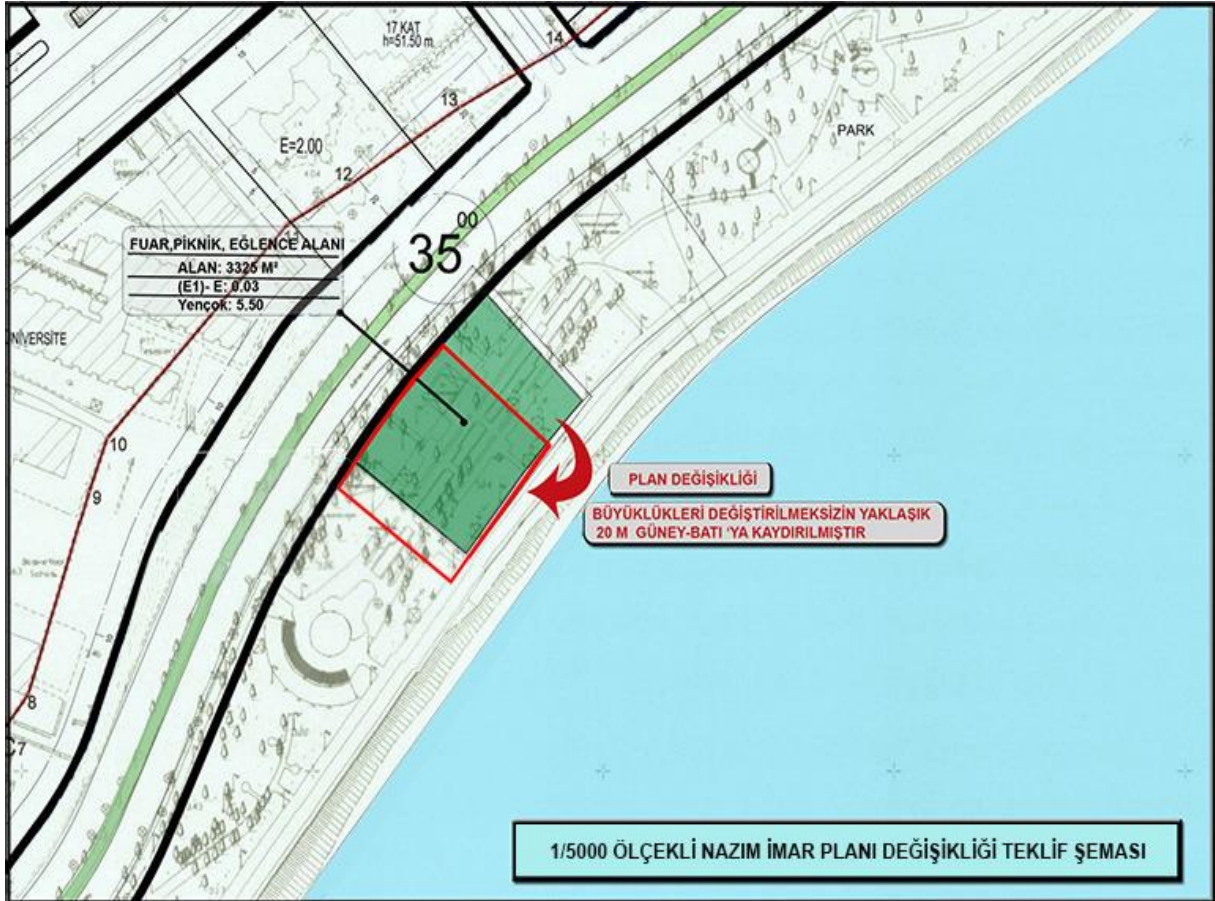 17 KAT
h=51.50 m
14
13
E=2.00
12
PARK
11
35 00
FUAR,PİKNİK, EĞLENCE ALANI
ALAN: 3325 M²
(E1)- E: 0.03
Yençok: 5.50
NİVERSİTE
10
9
8
C7
PLAN DEĞİŞİKLİĞİ
BÜYÜKLÜKLERİ DEĞİŞTİRİLMEKSİZİN YAKLAŞIK
20 M GÜNEY-BATI 'YA KAYDIRILMIŞTIR
1/5000 ÖLÇEKLİ NAZIM İMAR PLANI DEĞİŞİKLİĞİ TEKLİF ŞEMASI